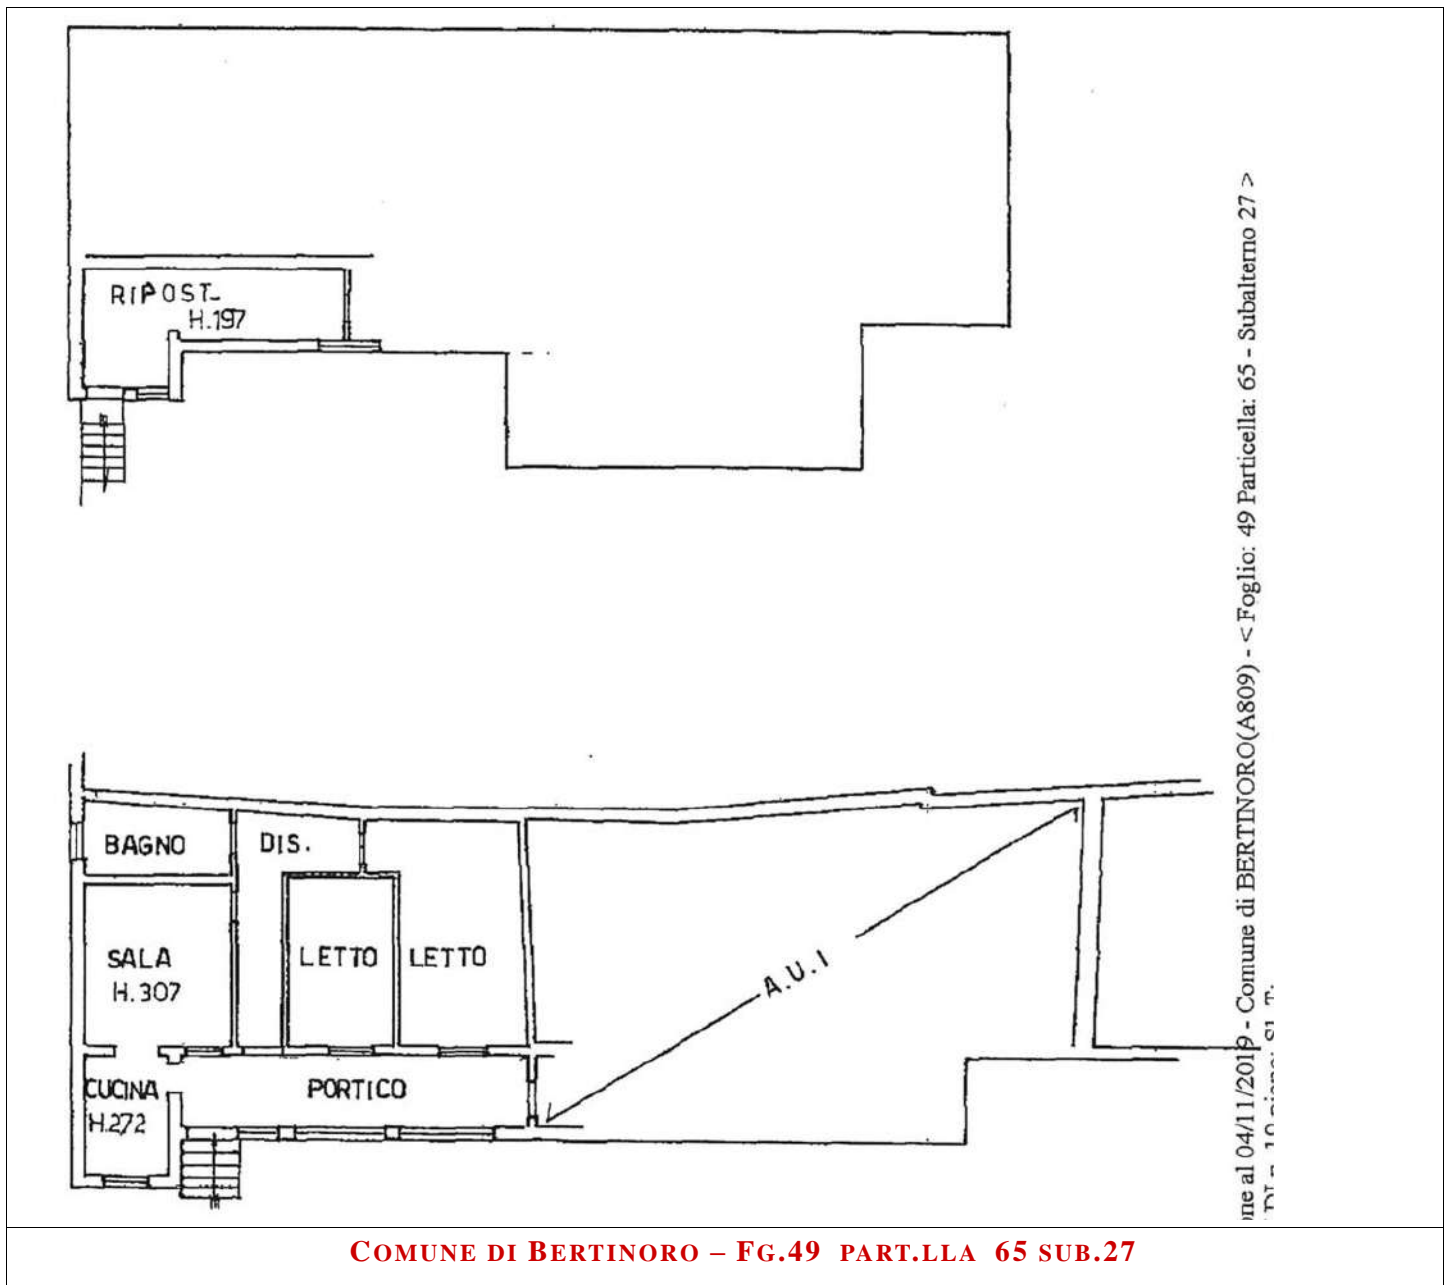 RIPOST.
H.197
BAGNO
DIS.
SALA
H.307
LETTO
LETTO
A.U.I
CUCINA
H.272
PORTICO
one al 04/11/2019 - Comune di BERTINORO(A809) - < Foglio: 49 Particella: 65 - Subalterno 27 >
COMUNE DI BERTINORO – FG.49 PART.LLA 65 SUB.27